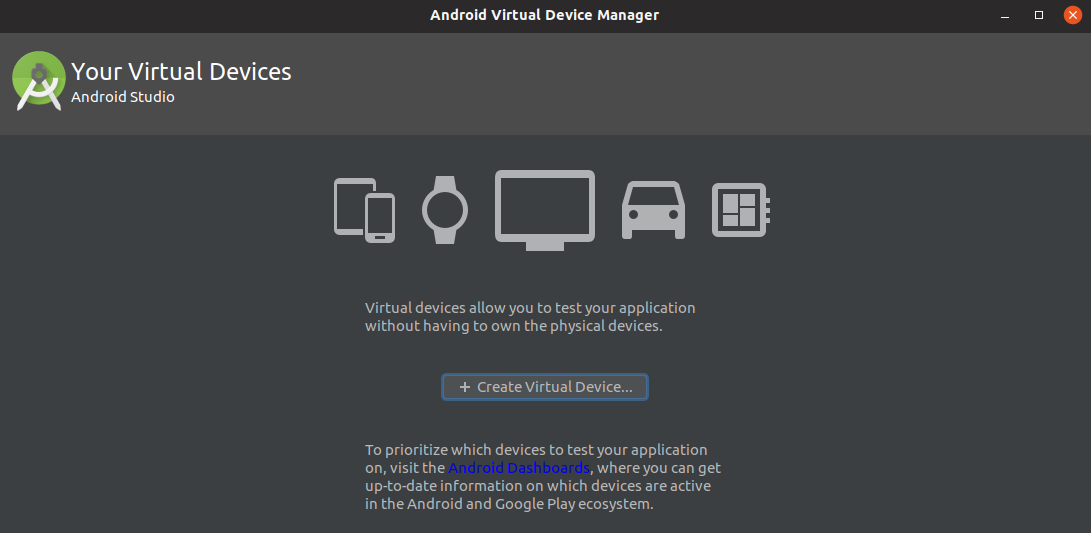 Android Virtual Device Manager
Your Virtual Devices
Android Studio
Virtual devices allow you to test your application
without having to own the physical devices.
+ Create Virtual Device...
To prioritize which devices to test your application
on, visit the Android Dashboards, where you can get
up-to-date information on which devices are active
in the Android and Google Play ecosystem.